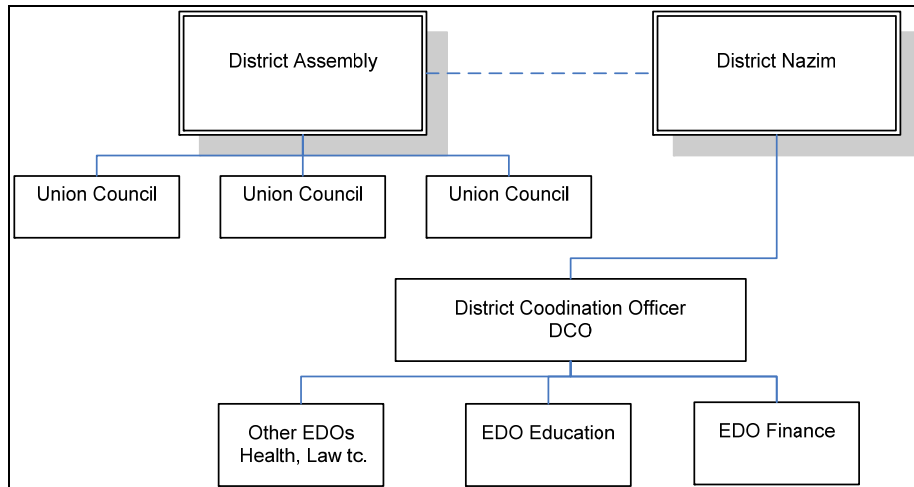 District Assembly
District Nazim
Union Council
Union Council
Union Council
District Coodination Officer
DCO
Other EDOs
Health, Law tc.
EDO Education
EDO Finance